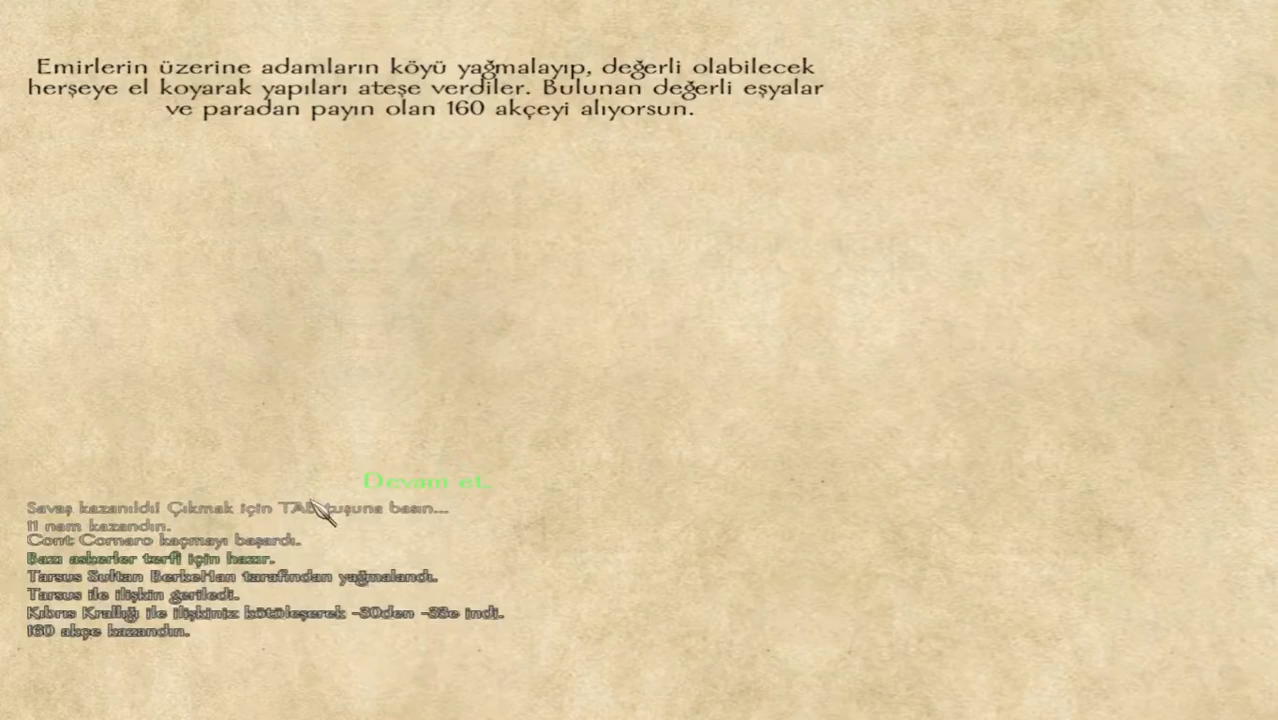 Emirlerin üzerine adamların köyü yağmalayıp, değerli olabilecek
herşeye el koyarak yapıları ateşe verdiler. Bulunan değerli eşyalar
ve paradan payın olan 160 akçeyi alıyorsun.
Devam et..
Savaş kazanıldı! Çıkmak için TAB tuşuna basın...
11 nam kazandın.
Cont Cornaro kaçmayı başardı.
Bazı askerler terfi için hazır.
Tarsus Sultan BerkeHan tarafından yağmalandı.
Tarsus ile ilişkin geriledi.
Kıbrıs Krallığı ile ilişkiniz kötüleşerek -30den -33e indi.
160 akçe kazandın.